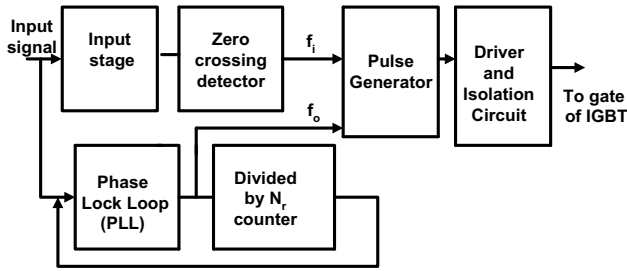 Input
signal
Input
stage
Zero
crossing
detector
fi
fo
Pulse
Generator
Driver
and
Isolation
Circuit
To gate
of IGBT
Phase
Lock Loop
(PLL)
Divided
by Nr
counter